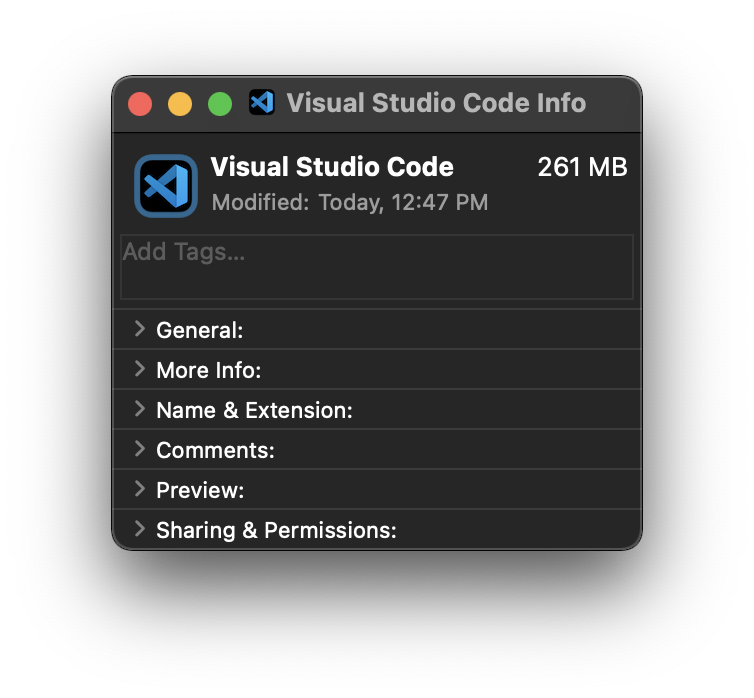 Visual Studio Code Info
Visual Studio Code 261 MB
Modified: Today, 12:47 PM
Add Tags...
General:
More Info:
Name & Extension:
Comments:
Preview:
Sharing & Permissions: